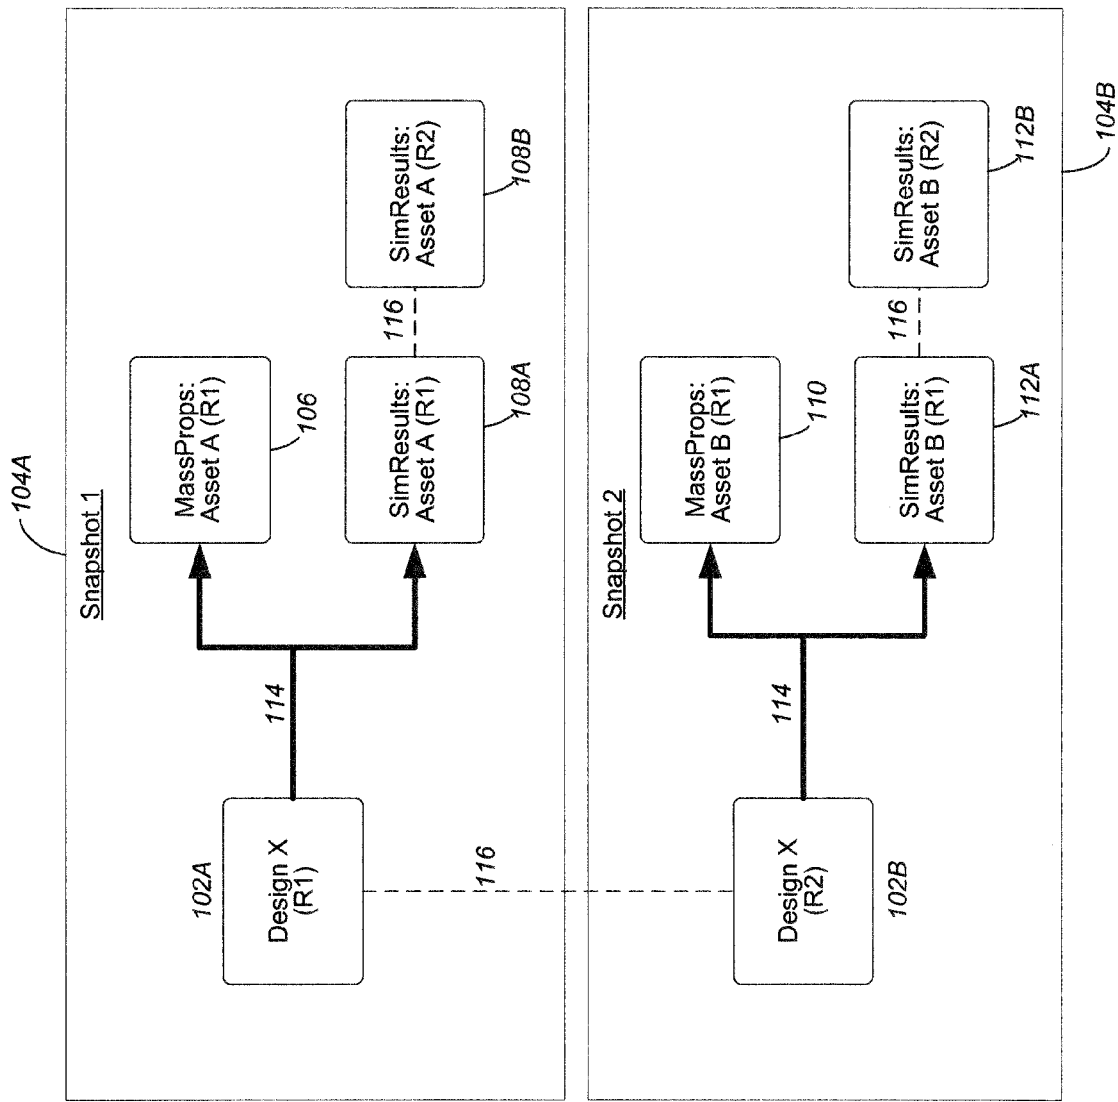 104A
Snapshot 1
102A
Design X
(R1)
114
MassProps:
Asset A (R1)
106
SimResults:
Asset A (R1)
108A
116
SimResults:
Asset A (R2)
108B
116
Snapshot 2
Design X
(R2)
102B
114
MassProps:
Asset B (R1)
110
SimResults:
Asset B (R1)
112A
116
SimResults:
Asset B (R2)
112B
104B